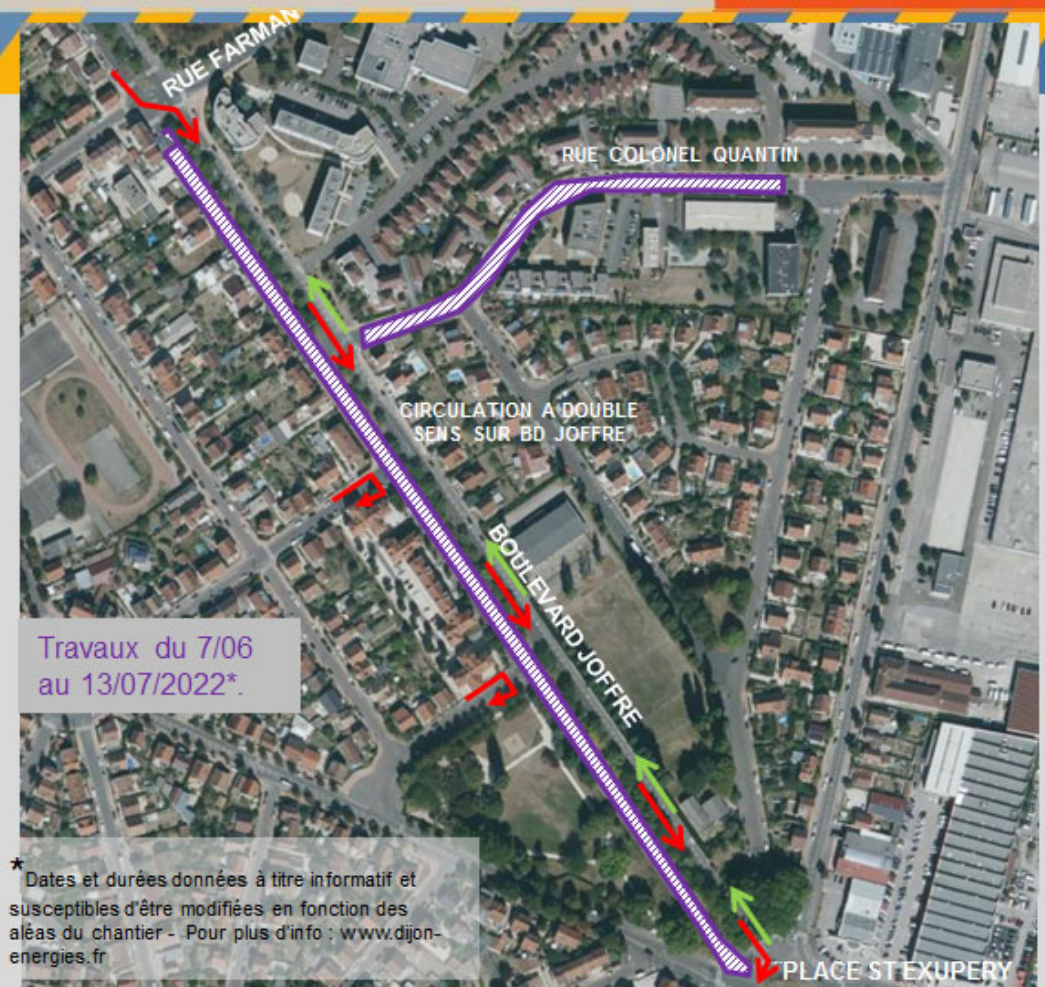 RUE FARMAN
RUE COLONEL QUANTIN
CIRCULATION A DOUBLE
SENS SUR BD JOFFRE
BOULEVARD JOFFRE
Travaux du 7/06
au 13/07/2022*.
*Dates et durées données à titre informatif et
susceptibles d'être modifiées en fonction des
aléas du chantier - Pour plus d'info : www.dijon-
energies.fr
PLACE ST EXUPERY